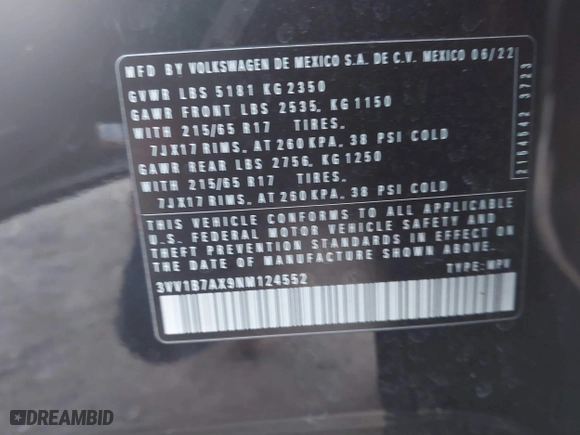 MFD BY VOLKSWAGEN DE MEXICO S.A. DE C.V. MEXICO 06/22
GVWR LBS 5181 KG 2350
GAWR FRONT LBS 2535, KG 1150
WITH 215/65 R17 TIRES,
7JX17 RIMS, AT 260 KPA, 38 PSI COLD
GAWR REAR LBS 2756, KG 1250
WITH 215/65 R17 TIRES,
7JX17 RIMS, AT 260 KPA, 38 PSI COLD
THIS VEHICLE CONFORMS TO ALL APPLICABLE
U.S. FEDERAL MOTOR VEHICLE SAFETY AND
THEFT PREVENTION STANDARDS IN EFFECT ON
THE DATE OF MANUFACTURE SHOWN ABOVE.
3VV1B7AX9NM124552
TYPE: MPV
DREAMBID